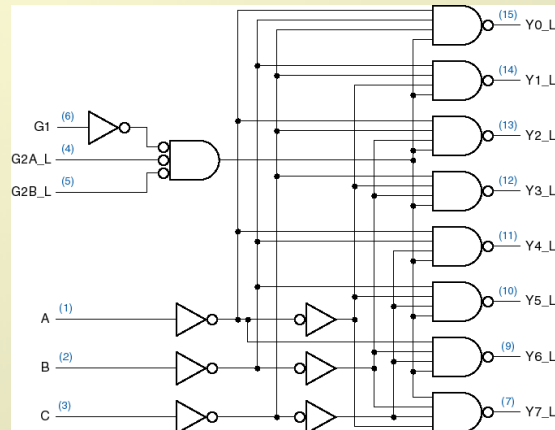 (15) Y0_L
(14) Y1_L
(6) G1
(13) Y2_L
(4) G2A_L
(5) G2B_L
(12) Y3_L
(11) Y4_L
(10) Y5_L
(1) A
(9) Y6_L
(2) B
(7) Y7_L
(3) C